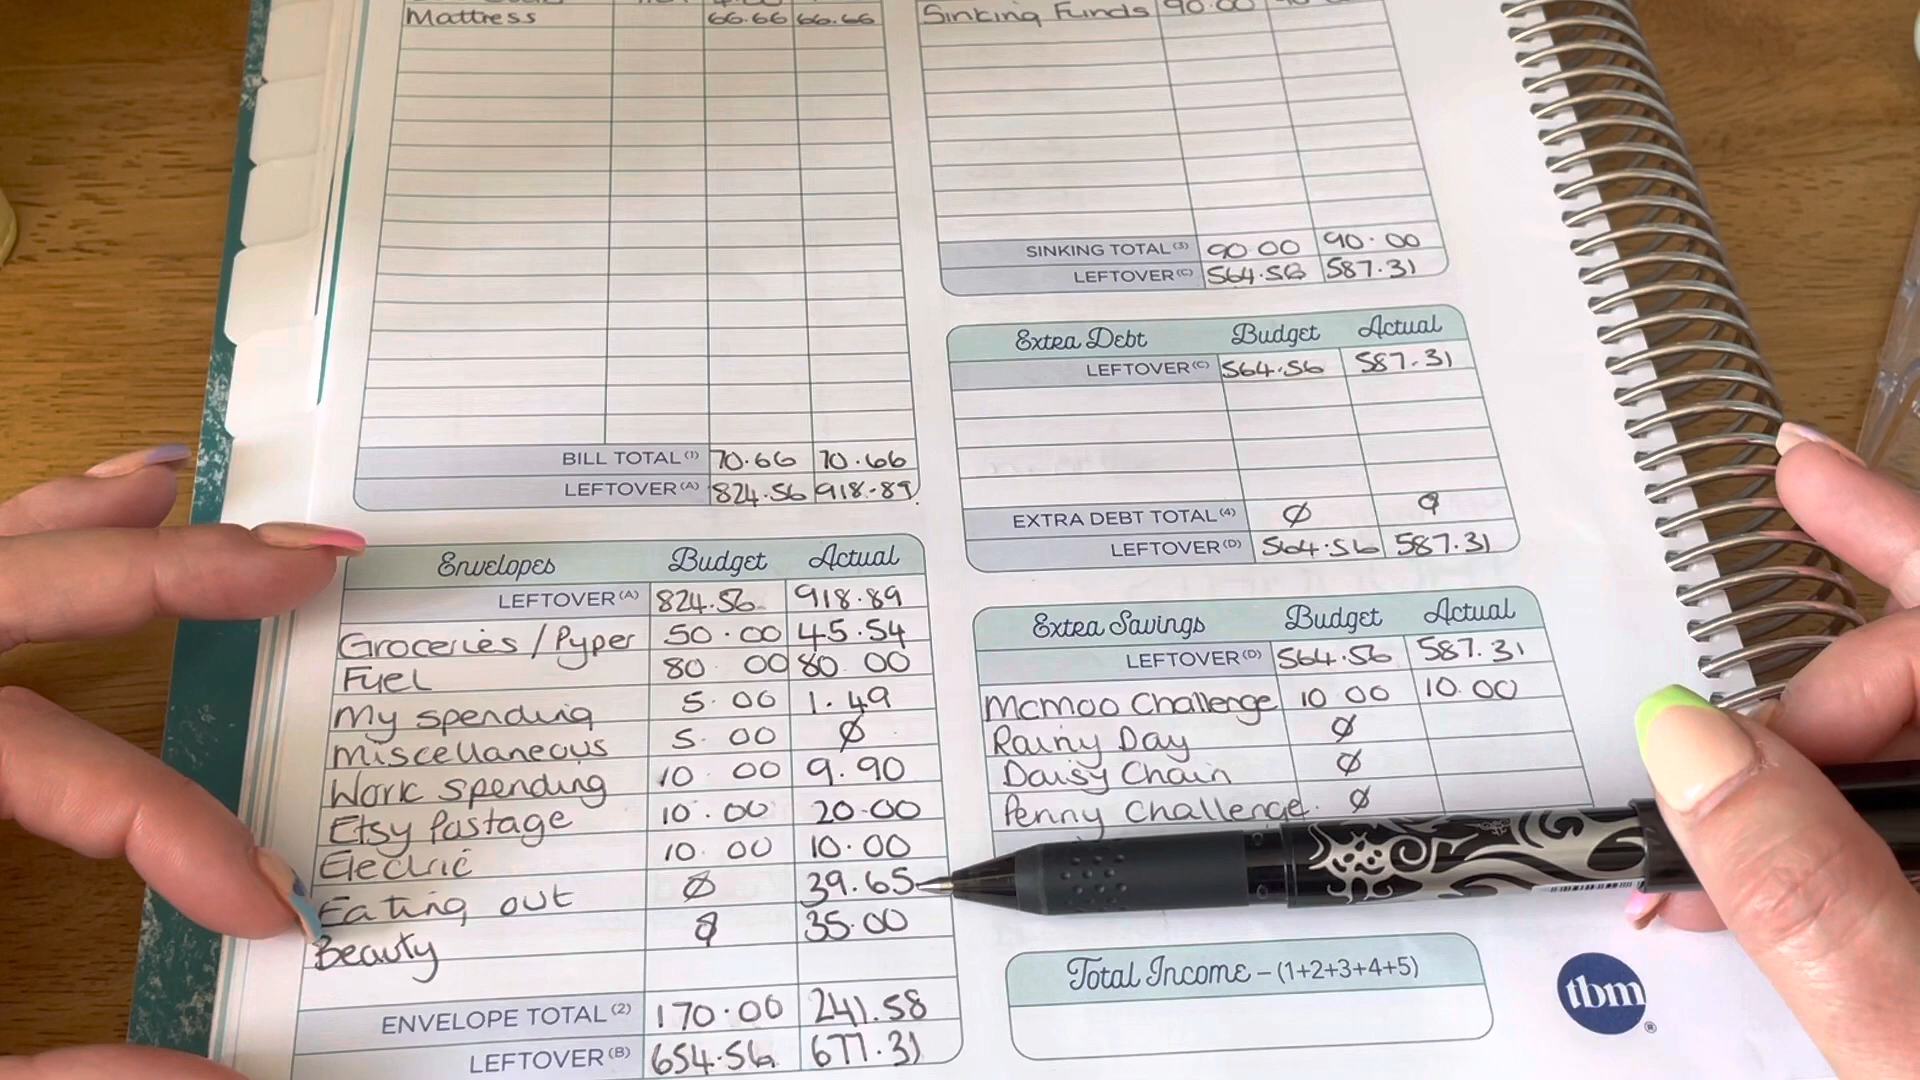 Mattress 66.66 66.66
BILL TOTAL (1) 70.66 70.66
LEFTOVER (A) 824.56 918.89
Envelopes Budget Actual
LEFTOVER (A) 824.56 918.89
Groceries / Pyper 50.00 45.54
Fuel 80.00 80.00
My spending 5.00 1.49
Miscellaneous 5.00 ∅
Work spending 10.00 9.90
Etsy Postage 10.00 20.00
Electric 10.00 10.00
Eating out ∅ 39.65
Beauty ∅ 35.00
ENVELOPE TOTAL (2) 170.00 241.58
LEFTOVER (B) 654.56 677.31
Sinking Funds 90.00
SINKING TOTAL (3) 90.00 90.00
LEFTOVER (C) 564.56 587.31
Extra Debt Budget Actual
LEFTOVER (C) 564.56 587.31
EXTRA DEBT TOTAL (4) ∅ ∅
LEFTOVER (D) 564.56 587.31
Extra Savings Budget Actual
LEFTOVER (D) 564.56 587.31
McMoo Challenge 10.00 10.00
Rainy Day ∅
Daisy Chain ∅
Penny Challenge ∅
Total Income – (1+2+3+4+5)
tbm ®